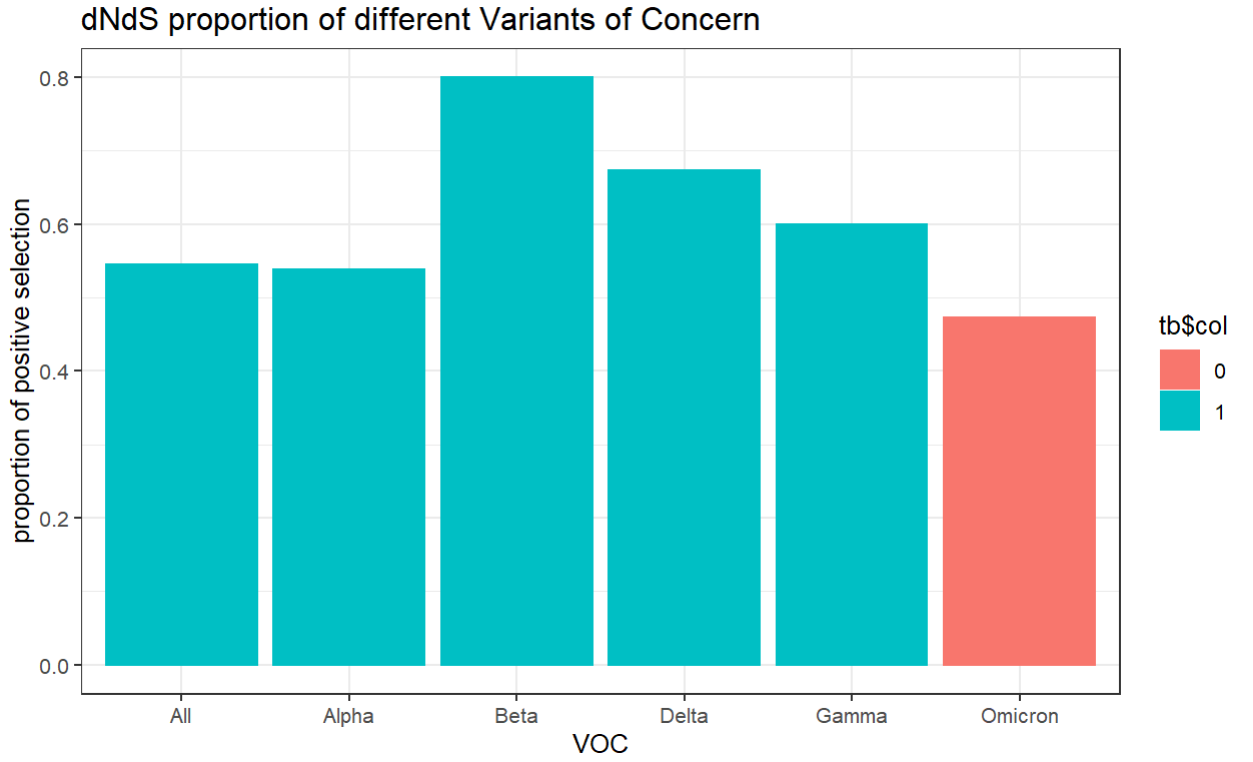 dNdS proportion of different Variants of Concern
proportion of positive selection
0.8
0.6
0.4
0.2
0.0
All Alpha Beta Delta Gamma Omicron
VOC
tb$col
0
1